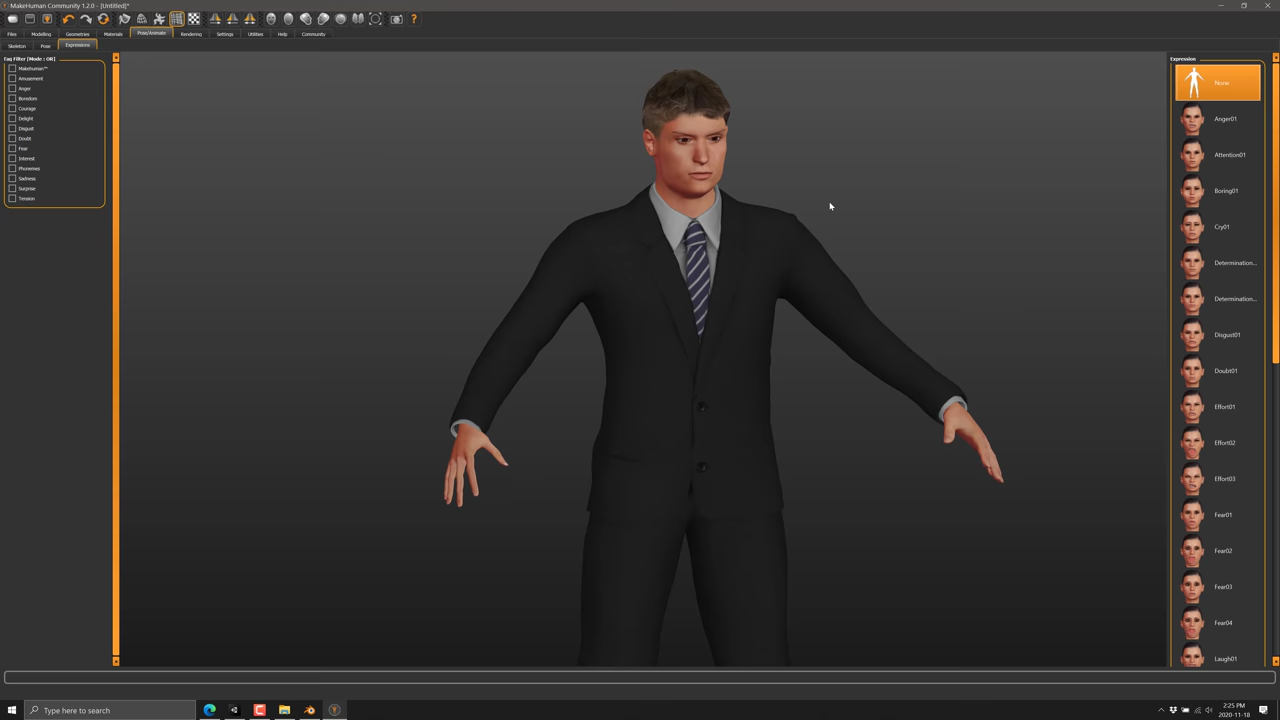 MakeHuman Community 1.2.0 - [Untitled]*
Files Modelling Geometries Materials Pose/Animate Rendering Settings Utilities Help Community
Skeleton Pose Expressions
Tag Filter [Mode : OR]
Makehuman™
Amusement
Anger
Boredom
Courage
Delight
Disgust
Doubt
Fear
Interest
Phonemes
Sadness
Surprise
Tension
Expression
None
Anger01
Attention01
Boring01
Cry01
Determination...
Determination...
Disgust01
Doubt01
Effort01
Effort02
Effort03
Fear01
Fear02
Fear03
Fear04
Laugh01
Type here to search
2:25 PM
2020-11-18